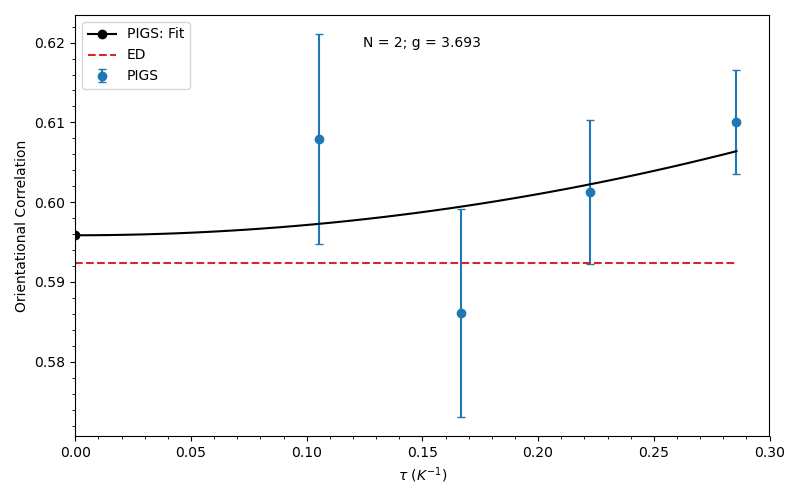 PIGS: Fit
ED
PIGS
N = 2; g = 3.693
Orientational Correlation
0.62
0.61
0.60
0.59
0.58
0.00 0.05 0.10 0.15 0.20 0.25 0.30
τ (K⁻¹)